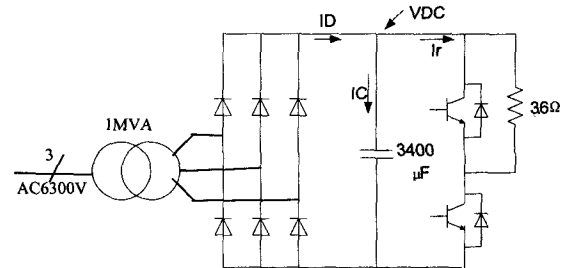 ID
VDC
Ir
IC
36Ω
1MVA
3
3400
μF
AC6300V